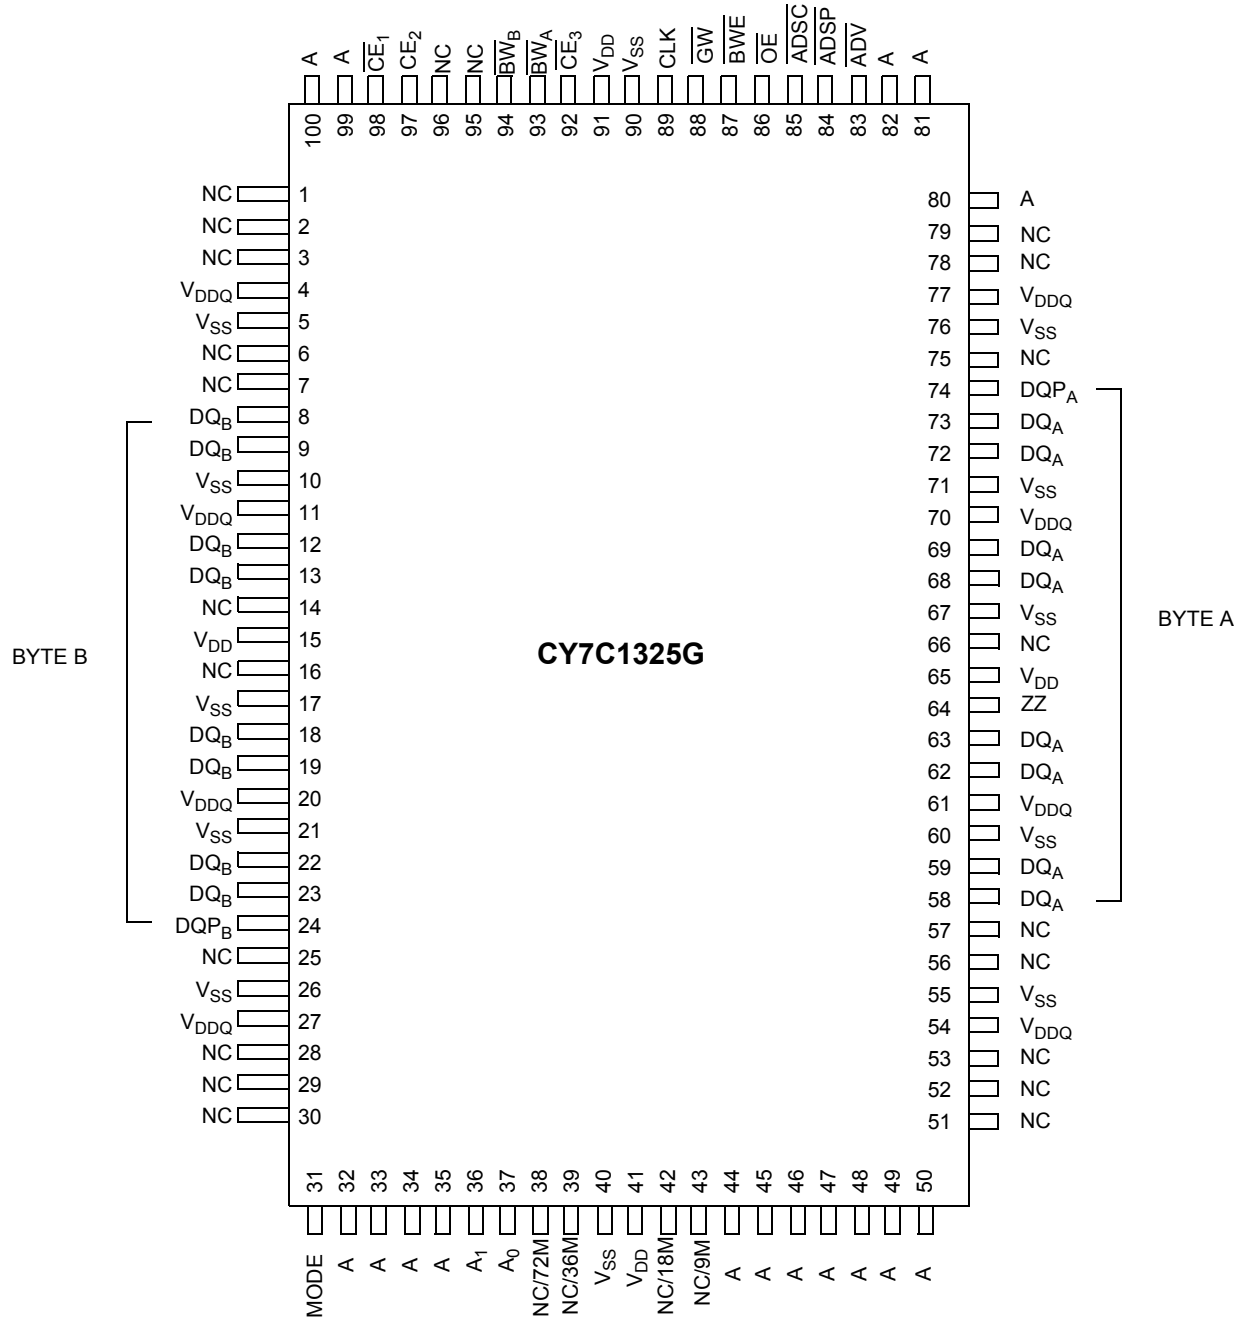 A A CE1 CE2 NC NC BWB BWA CE3 VDD VSS CLK GW BWE OE ADSC ADSP ADV A A
100 99 98 97 96 95 94 93 92 91 90 89 88 87 86 85 84 83 82 81
NC 1
NC 2
NC 3
VDDQ 4
VSS 5
NC 6
NC 7
DQB 8
DQB 9
VSS 10
VDDQ 11
DQB 12
DQB 13
NC 14
VDD 15
NC 16
VSS 17
DQB 18
DQB 19
VDDQ 20
VSS 21
DQB 22
DQB 23
DQPB 24
NC 25
VSS 26
VDDQ 27
NC 28
NC 29
NC 30
BYTE B
CY7C1325G
80 A
79 NC
78 NC
77 VDDQ
76 VSS
75 NC
74 DQPA
73 DQA
72 DQA
71 VSS
70 VDDQ
69 DQA
68 DQA
67 VSS
66 NC
65 VDD
64 ZZ
63 DQA
62 DQA
61 VDDQ
60 VSS
59 DQA
58 DQA
57 NC
56 NC
55 VSS
54 VDDQ
53 NC
52 NC
51 NC
BYTE A
31 32 33 34 35 36 37 38 39 40 41 42 43 44 45 46 47 48 49 50
MODE A A A A A1 A0 NC/72M NC/36M VSS VDD NC/18M NC/9M A A A A A A A